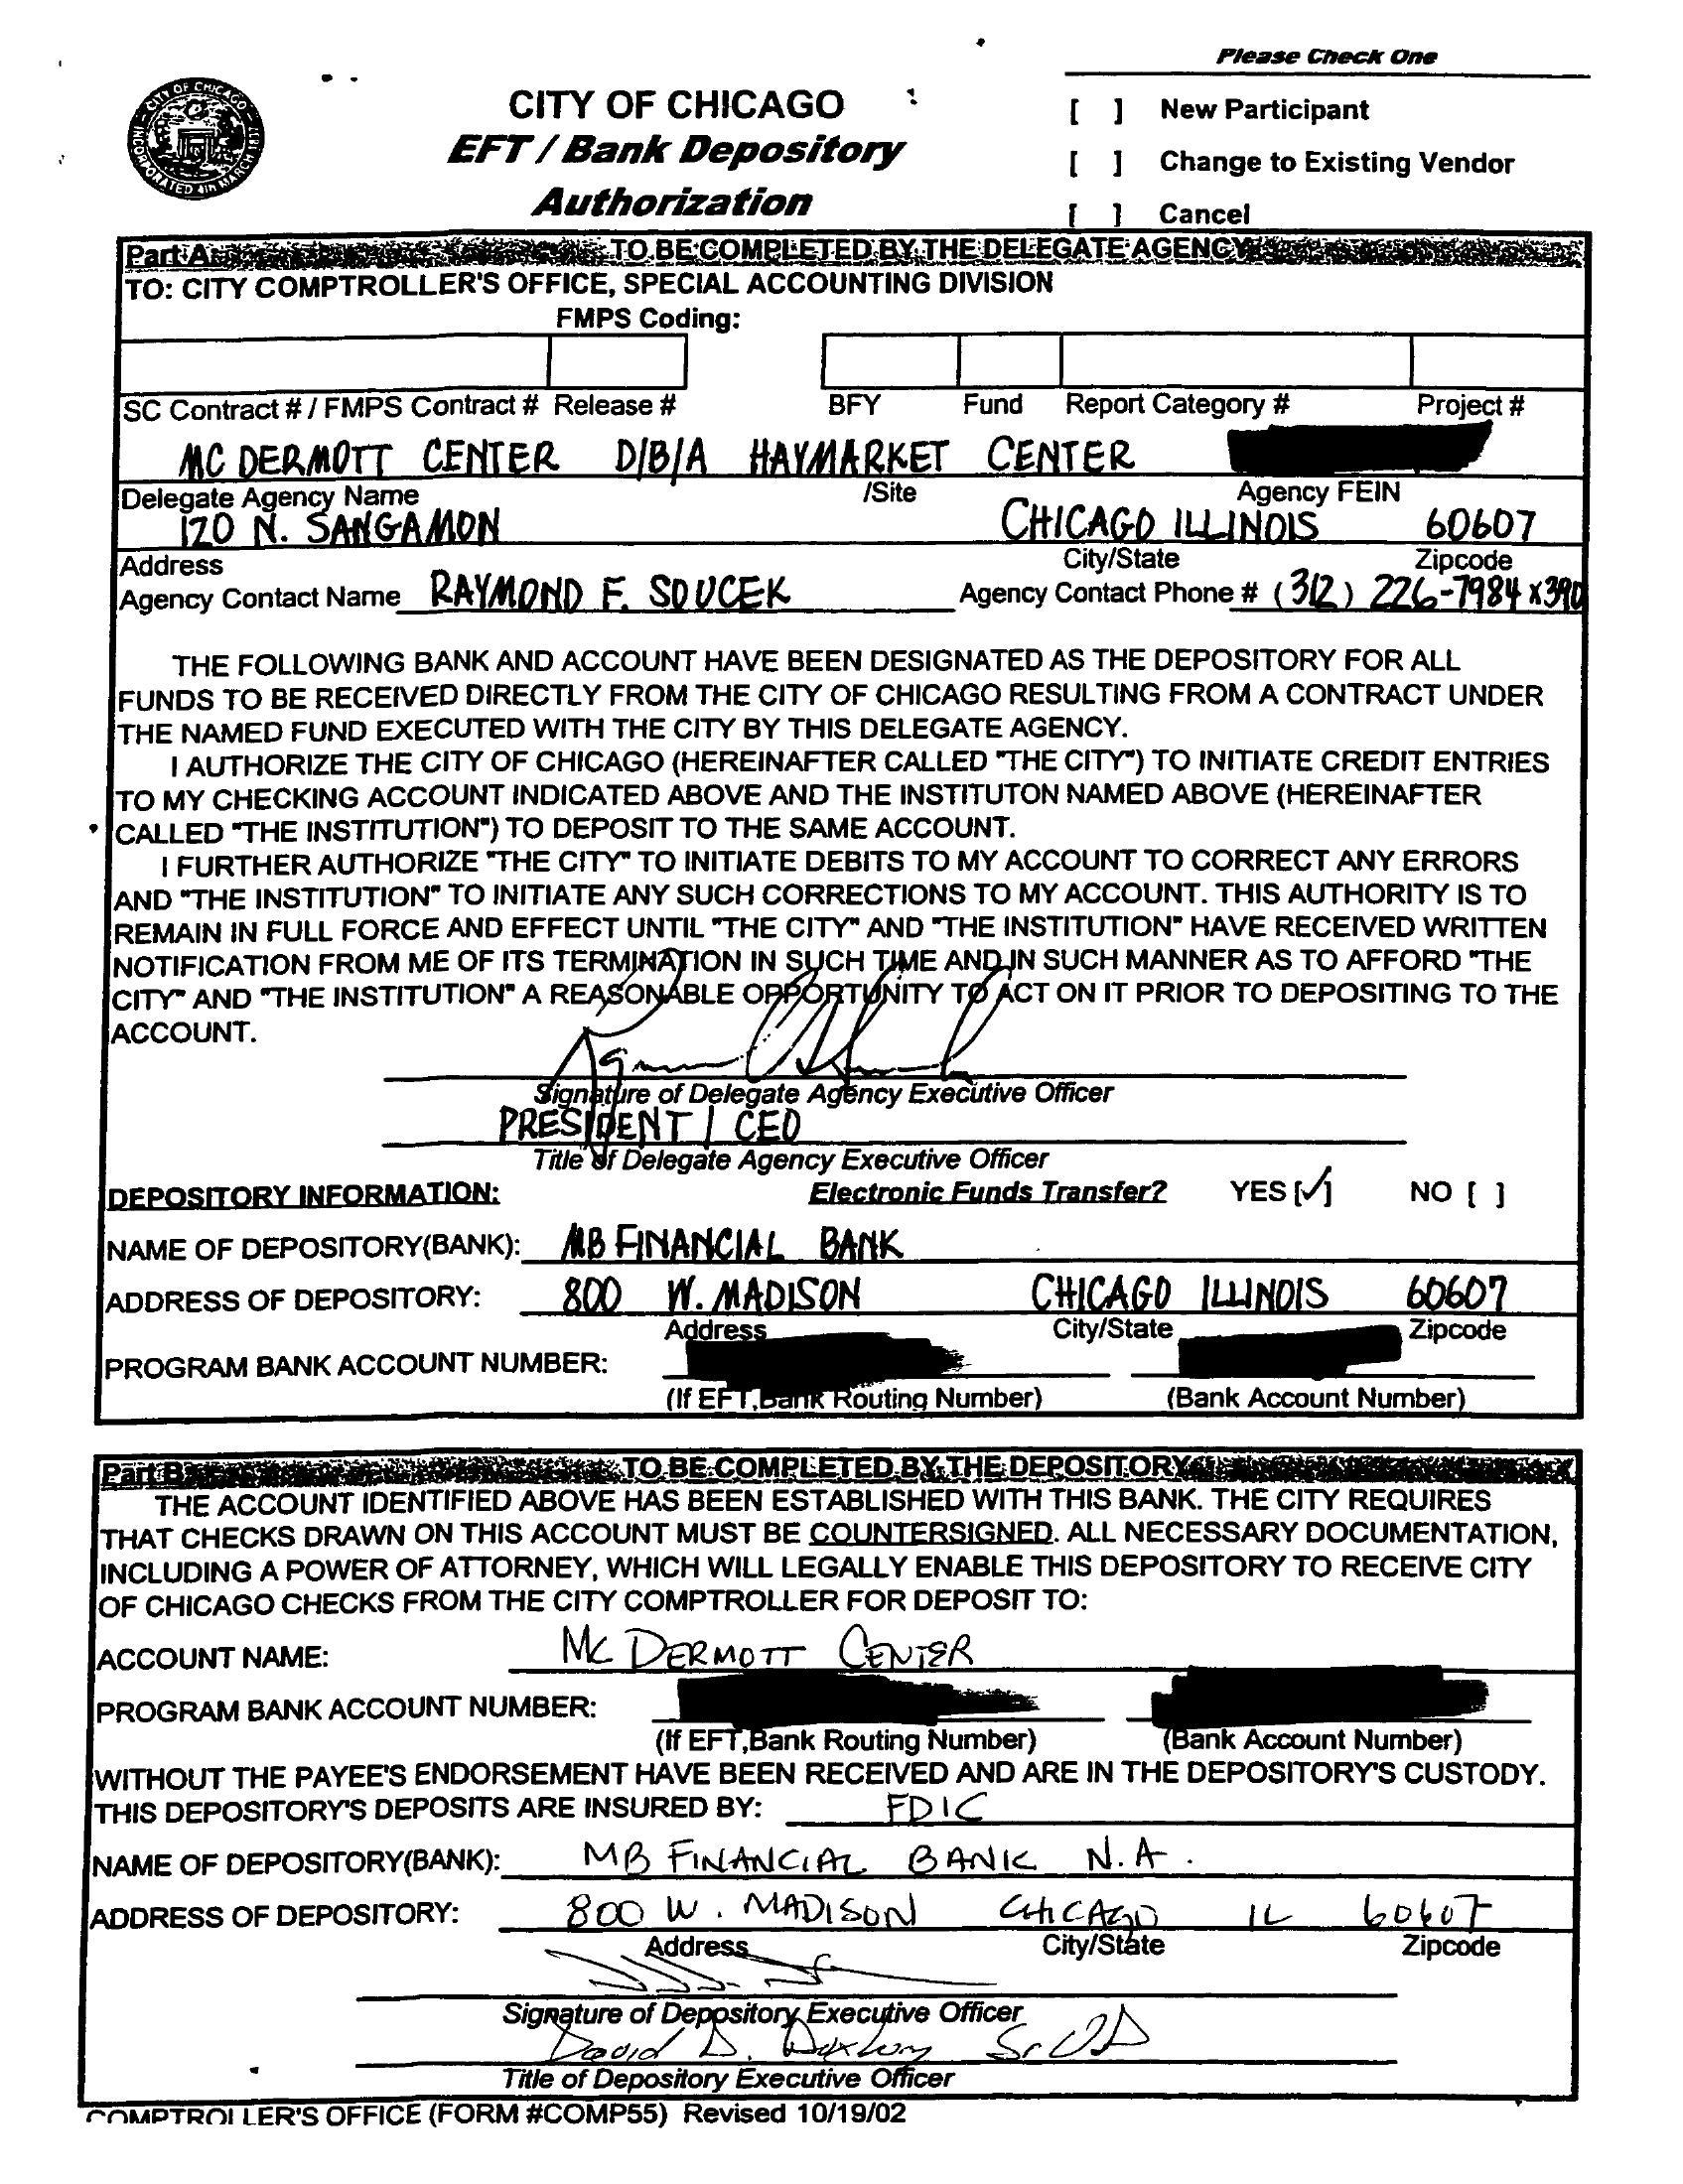 Please Check One
CITY OF CHICAGO
EFT / Bank Depository
Authorization
[ ] New Participant
[ ] Change to Existing Vendor
[ ] Cancel
Part A TO BE COMPLETED BY THE DELEGATE AGENCY
TO: CITY COMPTROLLER'S OFFICE, SPECIAL ACCOUNTING DIVISION
FMPS Coding:
SC Contract # / FMPS Contract # Release # BFY Fund Report Category # Project #
MC DERMOTT CENTER D/B/A HAYMARKET CENTER
Delegate Agency Name /Site Agency FEIN
120 N. SANGAMON CHICAGO ILLINOIS 60607
Address City/State Zipcode
Agency Contact Name RAYMOND F. SOUCEK Agency Contact Phone # (312) 226-7984 x390
THE FOLLOWING BANK AND ACCOUNT HAVE BEEN DESIGNATED AS THE DEPOSITORY FOR ALL
FUNDS TO BE RECEIVED DIRECTLY FROM THE CITY OF CHICAGO RESULTING FROM A CONTRACT UNDER
THE NAMED FUND EXECUTED WITH THE CITY BY THIS DELEGATE AGENCY.
I AUTHORIZE THE CITY OF CHICAGO (HEREINAFTER CALLED "THE CITY") TO INITIATE CREDIT ENTRIES
TO MY CHECKING ACCOUNT INDICATED ABOVE AND THE INSTITUTON NAMED ABOVE (HEREINAFTER
CALLED "THE INSTITUTION") TO DEPOSIT TO THE SAME ACCOUNT.
I FURTHER AUTHORIZE "THE CITY" TO INITIATE DEBITS TO MY ACCOUNT TO CORRECT ANY ERRORS
AND "THE INSTITUTION" TO INITIATE ANY SUCH CORRECTIONS TO MY ACCOUNT. THIS AUTHORITY IS TO
REMAIN IN FULL FORCE AND EFFECT UNTIL "THE CITY" AND "THE INSTITUTION" HAVE RECEIVED WRITTEN
NOTIFICATION FROM ME OF ITS TERMINATION IN SUCH TIME AND IN SUCH MANNER AS TO AFFORD "THE
CITY" AND "THE INSTITUTION" A REASONABLE OPPORTUNITY TO ACT ON IT PRIOR TO DEPOSITING TO THE
ACCOUNT.
Signature of Delegate Agency Executive Officer
PRESIDENT / CEO
Title of Delegate Agency Executive Officer
DEPOSITORY INFORMATION: Electronic Funds Transfer? YES [✓] NO [ ]
NAME OF DEPOSITORY(BANK): MB FINANCIAL BANK
ADDRESS OF DEPOSITORY: 800 W. MADISON CHICAGO ILLINOIS 60607
Address City/State Zipcode
PROGRAM BANK ACCOUNT NUMBER:
(If EFT,Bank Routing Number) (Bank Account Number)
Part B TO BE COMPLETED BY THE DEPOSITORY
THE ACCOUNT IDENTIFIED ABOVE HAS BEEN ESTABLISHED WITH THIS BANK. THE CITY REQUIRES
THAT CHECKS DRAWN ON THIS ACCOUNT MUST BE COUNTERSIGNED. ALL NECESSARY DOCUMENTATION,
INCLUDING A POWER OF ATTORNEY, WHICH WILL LEGALLY ENABLE THIS DEPOSITORY TO RECEIVE CITY
OF CHICAGO CHECKS FROM THE CITY COMPTROLLER FOR DEPOSIT TO:
ACCOUNT NAME: MC DERMOTT CENTER
PROGRAM BANK ACCOUNT NUMBER:
(If EFT,Bank Routing Number) (Bank Account Number)
WITHOUT THE PAYEE'S ENDORSEMENT HAVE BEEN RECEIVED AND ARE IN THE DEPOSITORY'S CUSTODY.
THIS DEPOSITORY'S DEPOSITS ARE INSURED BY: FDIC
NAME OF DEPOSITORY(BANK): MB FINANCIAL BANK N.A.
ADDRESS OF DEPOSITORY: 800 W. MADISON CHICAGO IL 60607
Address City/State Zipcode
Signature of Depository Executive Officer
David D.
Title of Depository Executive Officer
COMPTROLLER'S OFFICE (FORM #COMP55) Revised 10/19/02